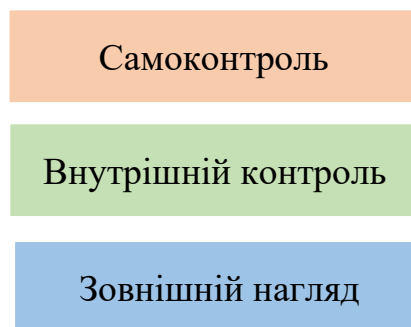 Самоконтроль
Внутрішній контроль
Зовнішній нагляд